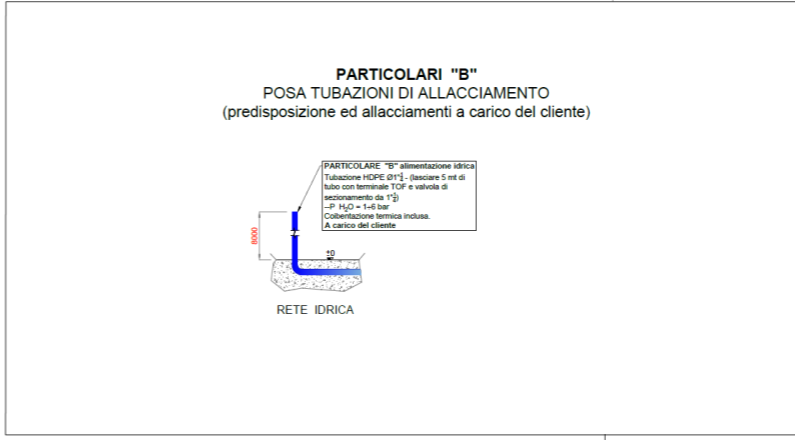 PARTICOLARI "B"
POSA TUBAZIONI DI ALLACCIAMENTO
(predisposizione ed allacciamenti a carico del cliente)
PARTICOLARE "B" alimentazione idrica
Tubazione HDPE Ø1"½ - (lasciare 5 mt di
tubo con terminale TOF e valvola di
sezionamento da 1"½)
–P H₂O = 1÷6 bar
Coibentazione termica inclusa.
A carico del cliente
8000
±0
RETE IDRICA